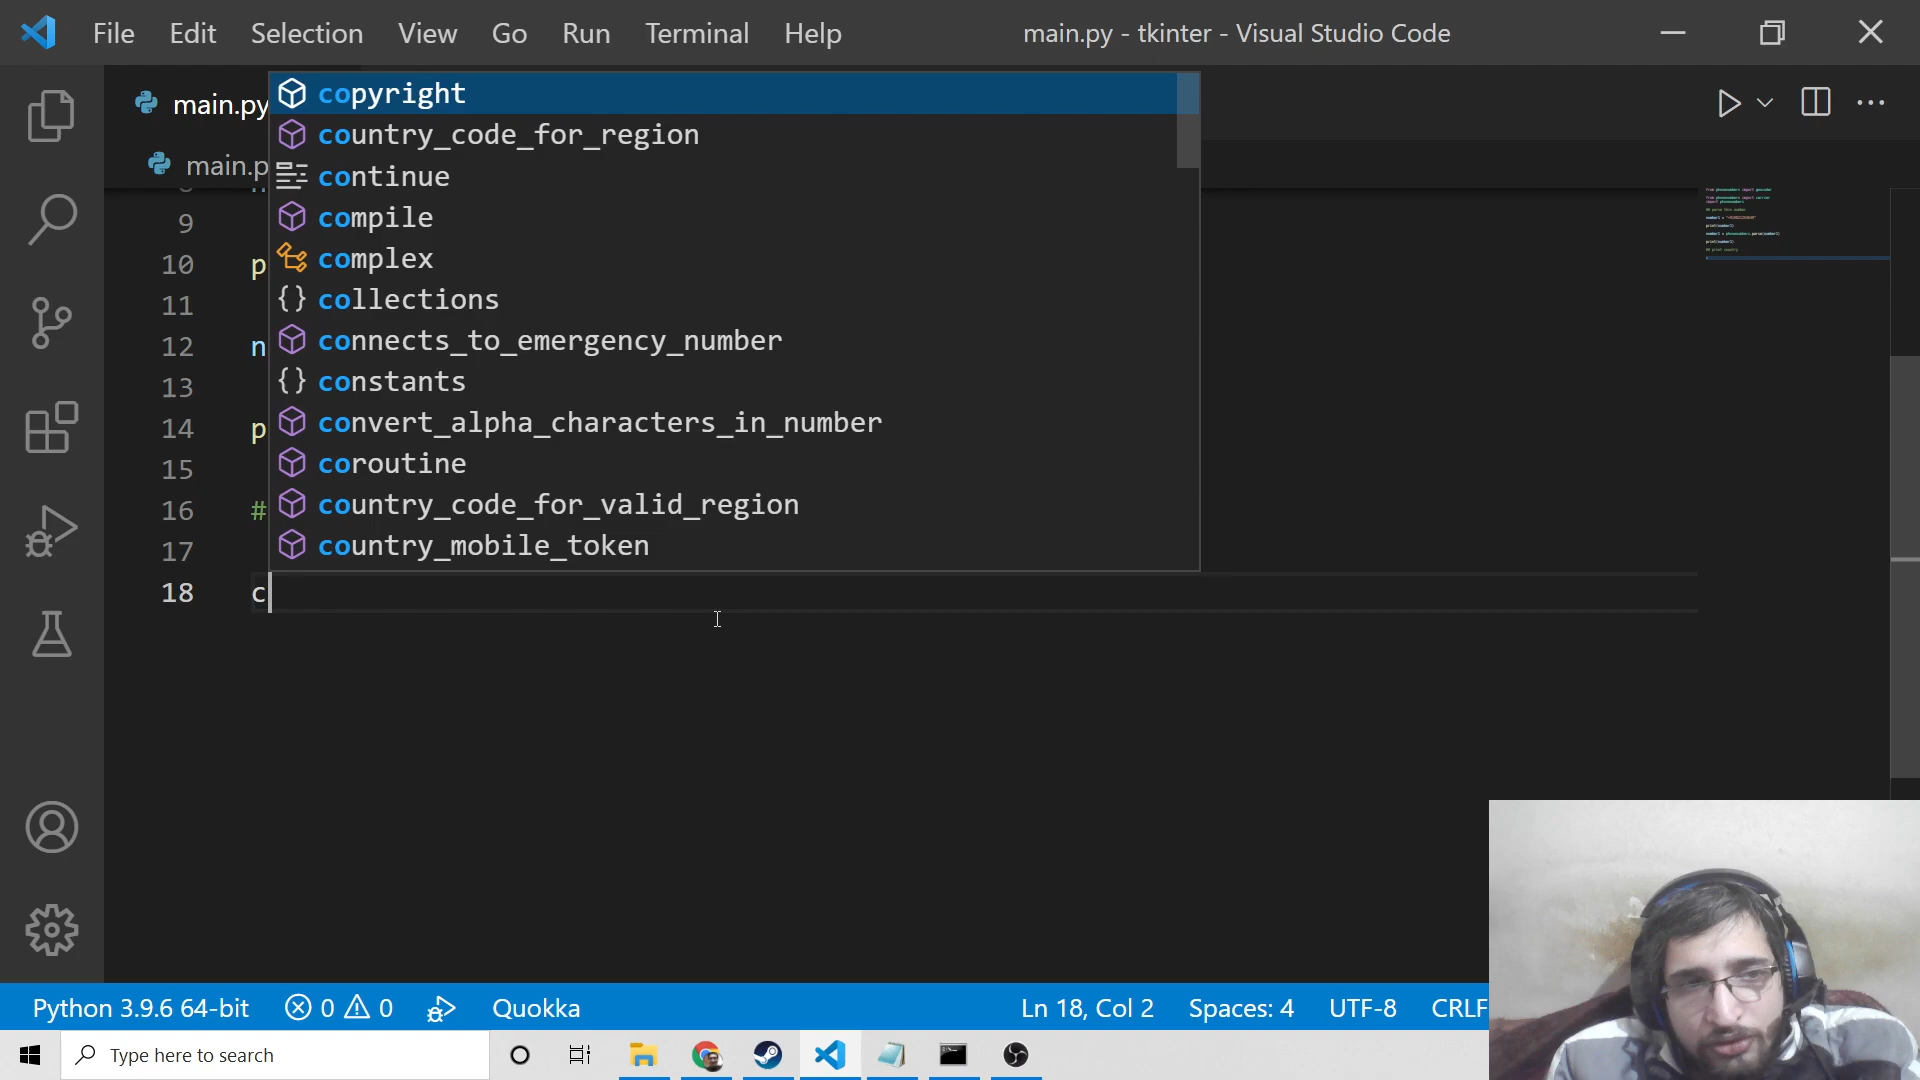 File Edit Selection View Go Run Terminal Help
main.py - tkinter - Visual Studio Code
main.py
main.p
copyright
country_code_for_region
continue
compile
complex
collections
connects_to_emergency_number
constants
convert_alpha_characters_in_number
coroutine
country_code_for_valid_region
country_mobile_token
9
10 p
11
12 n
13
14 p
15
16 #
17
18 c
Python 3.9.6 64-bit 0 0 Quokka Ln 18, Col 2 Spaces: 4 UTF-8 CRLF
Type here to search